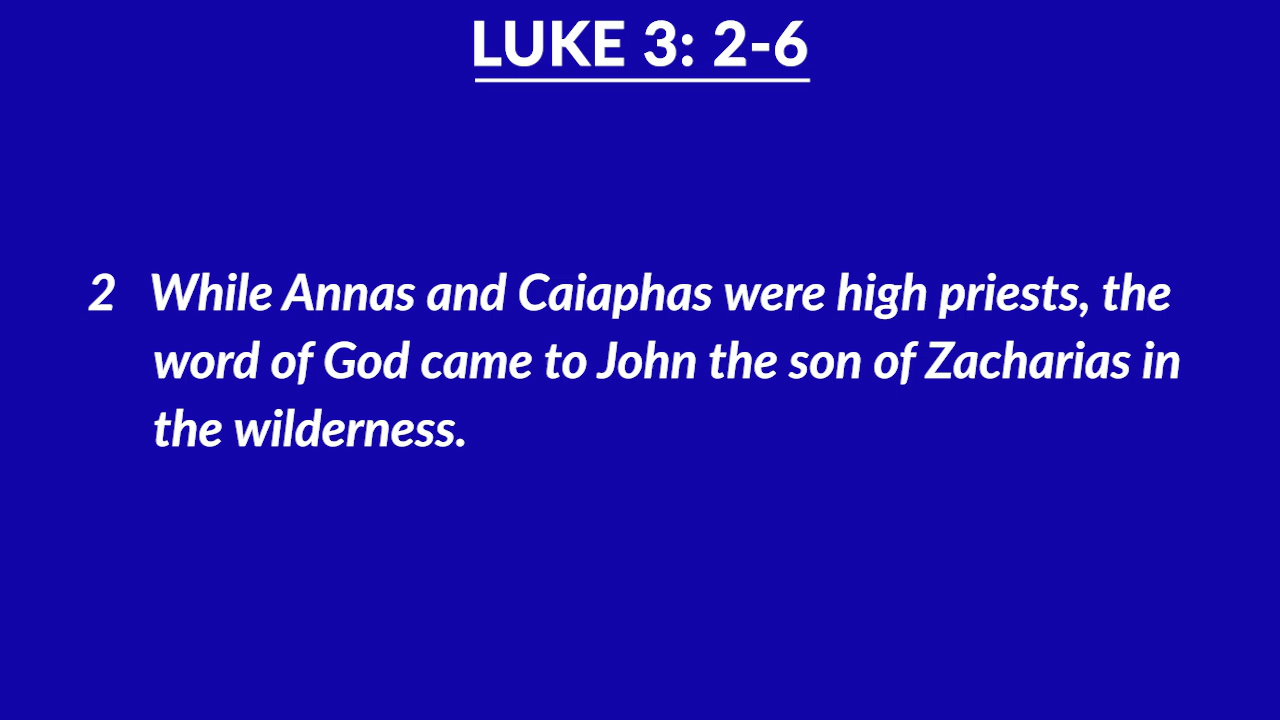 LUKE 3: 2-6
2 While Annas and Caiaphas were high priests, the
word of God came to John the son of Zacharias in
the wilderness.